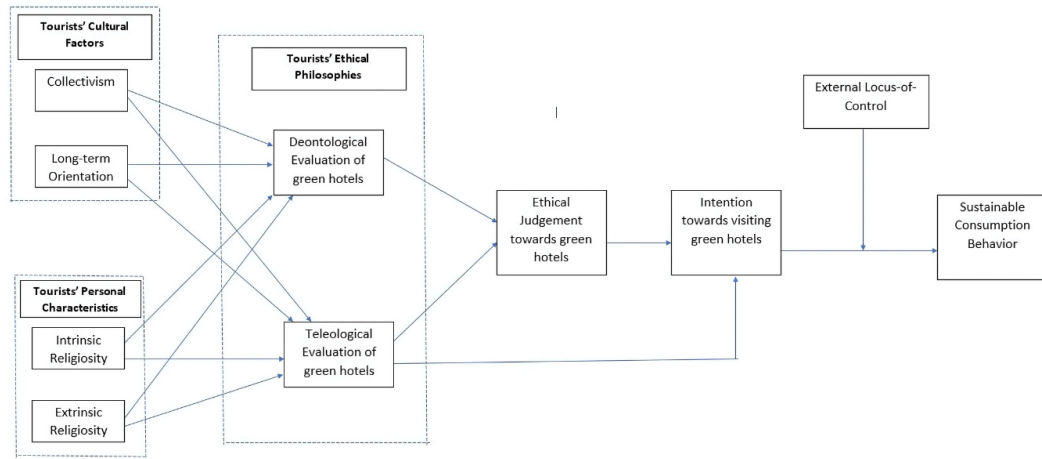 Tourists' Cultural
Factors
Collectivism
Long-term
Orientation
Tourists' Personal
Characteristics
Intrinsic
Religiosity
Extrinsic
Religiosity
Tourists' Ethical
Philosophies
Deontological
Evaluation of
green hotels
Teleological
Evaluation of
green hotels
Ethical
Judgement
towards green
hotels
Intention
towards visiting
green hotels
External Locus-of-
Control
Sustainable
Consumption
Behavior